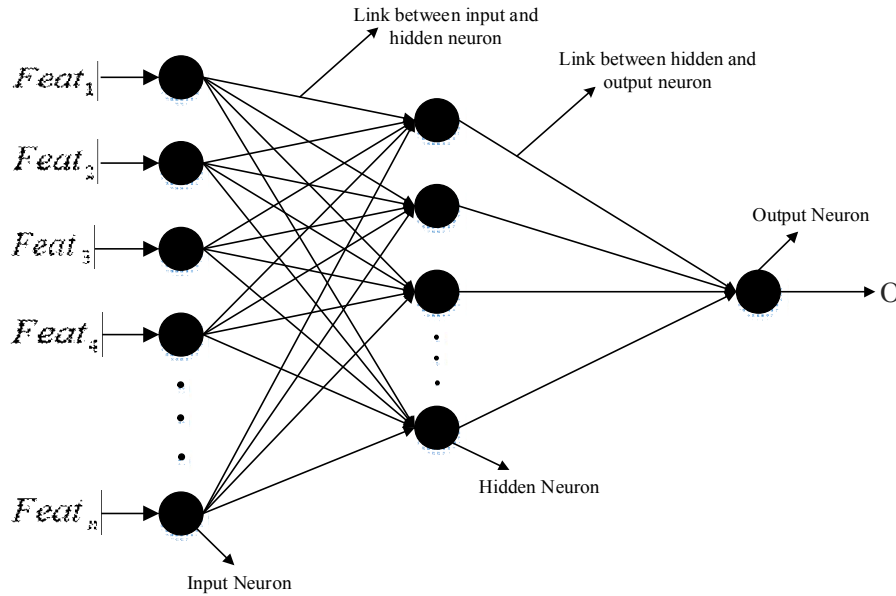 Link between input and
hidden neuron
Link between hidden and
output neuron
Feat₁
Feat₂
Feat₃
Feat₄
Featₙ
Output Neuron
O
Hidden Neuron
Input Neuron